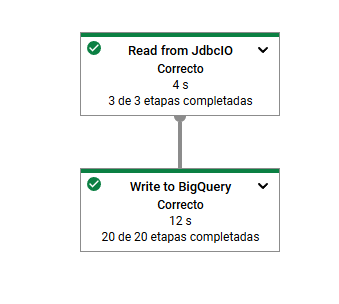 Read from JdbcIO
Correcto
4 s
3 de 3 etapas completadas
Write to BigQuery
Correcto
12 s
20 de 20 etapas completadas